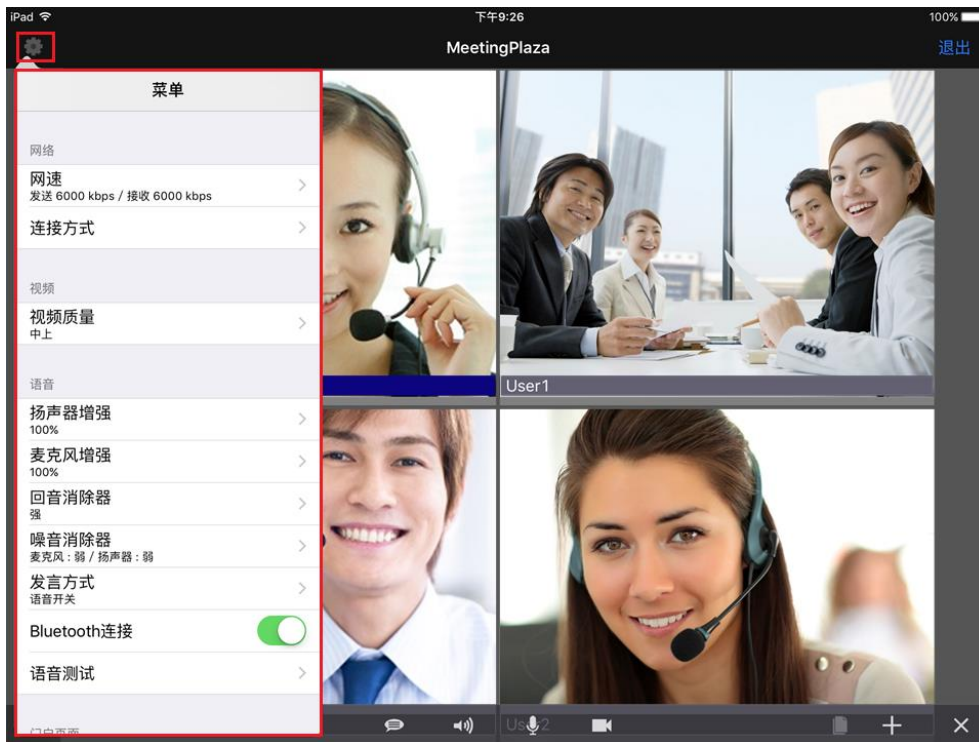 iPad 下午9:26 100%
MeetingPlaza 退出
菜单
网络
网速
发送 6000 kbps / 接收 6000 kbps
连接方式
视频
视频质量
中上
语音
扬声器增强
100%
麦克风增强
100%
回音消除器
强
噪音消除器
麦克风 : 弱 / 扬声器 : 弱
发言方式
语音开关
Bluetooth连接
语音测试
User1
User2